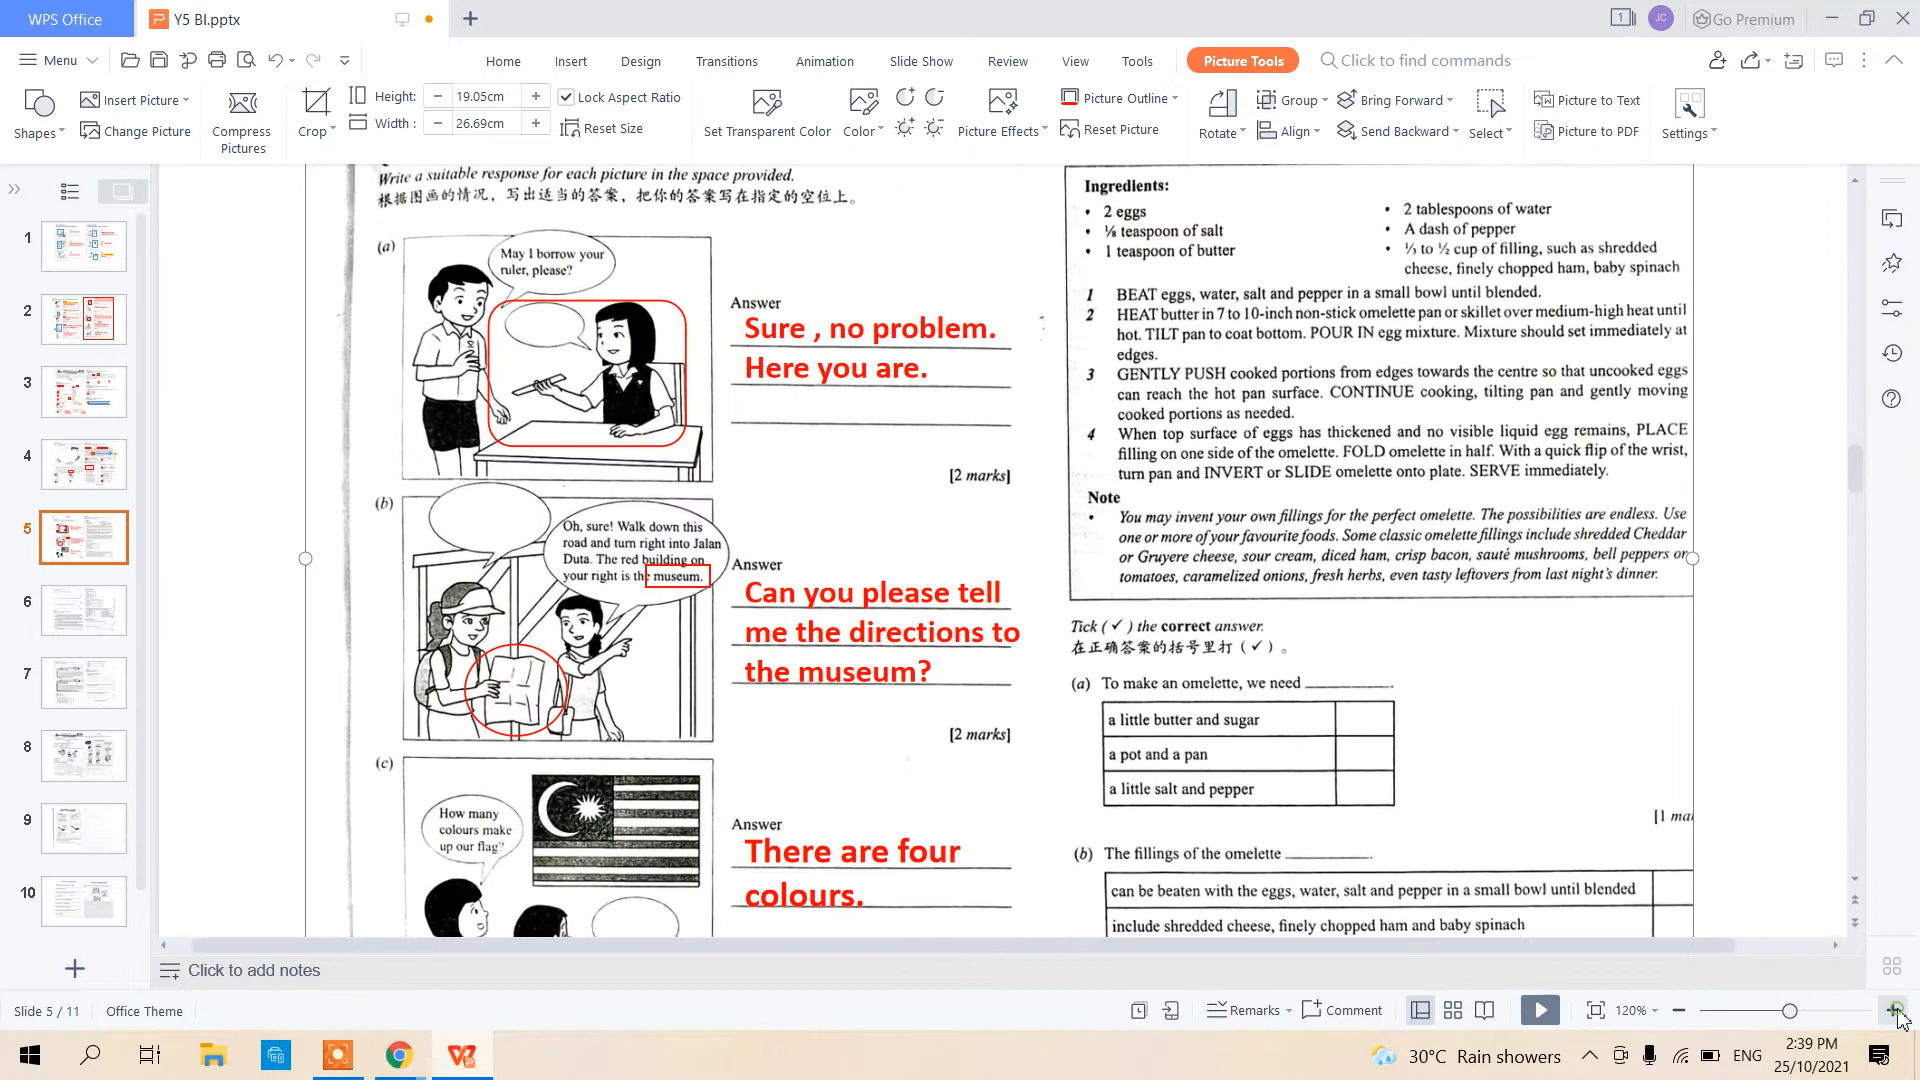 WPS Office
Y5 BI.pptx
1
JC
Go Premium
Menu
Home
Insert
Design
Transitions
Animation
Slide Show
Review
View
Tools
Picture Tools
Click to find commands
Shapes
Insert Picture
Change Picture
Compress
Pictures
Crop
Height:
19.05cm
Width :
26.69cm
Lock Aspect Ratio
Reset Size
Set Transparent Color
Color
Picture Effects
Picture Outline
Reset Picture
Rotate
Group
Align
Bring Forward
Send Backward
Select
Picture to Text
Picture to PDF
Settings
1
2
3
4
5
6
7
8
9
10
Write a suitable response for each picture in the space provided.
根据图画的情况，写出适当的答案，把你的答案写在指定的空位上。
(a)
May I borrow your
ruler, please?
Answer
Sure , no problem.
Here you are.
[2 marks]
(b)
Oh, sure! Walk down this
road and turn right into Jalan
Duta. The red building on
your right is the museum.
Answer
Can you please tell
me the directions to
the museum?
[2 marks]
(c)
How many
colours make
up our flag?
Answer
There are four
colours.
Ingredients:
• 2 eggs
• ⅛ teaspoon of salt
• 1 teaspoon of butter
• 2 tablespoons of water
• A dash of pepper
• ⅓ to ½ cup of filling, such as shredded
cheese, finely chopped ham, baby spinach
1 BEAT eggs, water, salt and pepper in a small bowl until blended.
2 HEAT butter in 7 to 10-inch non-stick omelette pan or skillet over medium-high heat until
hot. TILT pan to coat bottom. POUR IN egg mixture. Mixture should set immediately at
edges.
3 GENTLY PUSH cooked portions from edges towards the centre so that uncooked eggs
can reach the hot pan surface. CONTINUE cooking, tilting pan and gently moving
cooked portions as needed.
4 When top surface of eggs has thickened and no visible liquid egg remains, PLACE
filling on one side of the omelette. FOLD omelette in half. With a quick flip of the wrist,
turn pan and INVERT or SLIDE omelette onto plate. SERVE immediately.
Note
• You may invent your own fillings for the perfect omelette. The possibilities are endless. Use
one or more of your favourite foods. Some classic omelette fillings include shredded Cheddar
or Gruyere cheese, sour cream, diced ham, crisp bacon, sauté mushrooms, bell peppers or
tomatoes, caramelized onions, fresh herbs, even tasty leftovers from last night's dinner.
Tick (✓) the correct answer.
在正确答案的括号里打（✓）。
(a) To make an omelette, we need ____________.
a little butter and sugar
a pot and a pan
a little salt and pepper
[1 mar
(b) The fillings of the omelette ____________.
can be beaten with the eggs, water, salt and pepper in a small bowl until blended
include shredded cheese, finely chopped ham and baby spinach
Click to add notes
Slide 5 / 11
Office Theme
Remarks
Comment
120%
30°C Rain showers
ENG
2:39 PM
25/10/2021